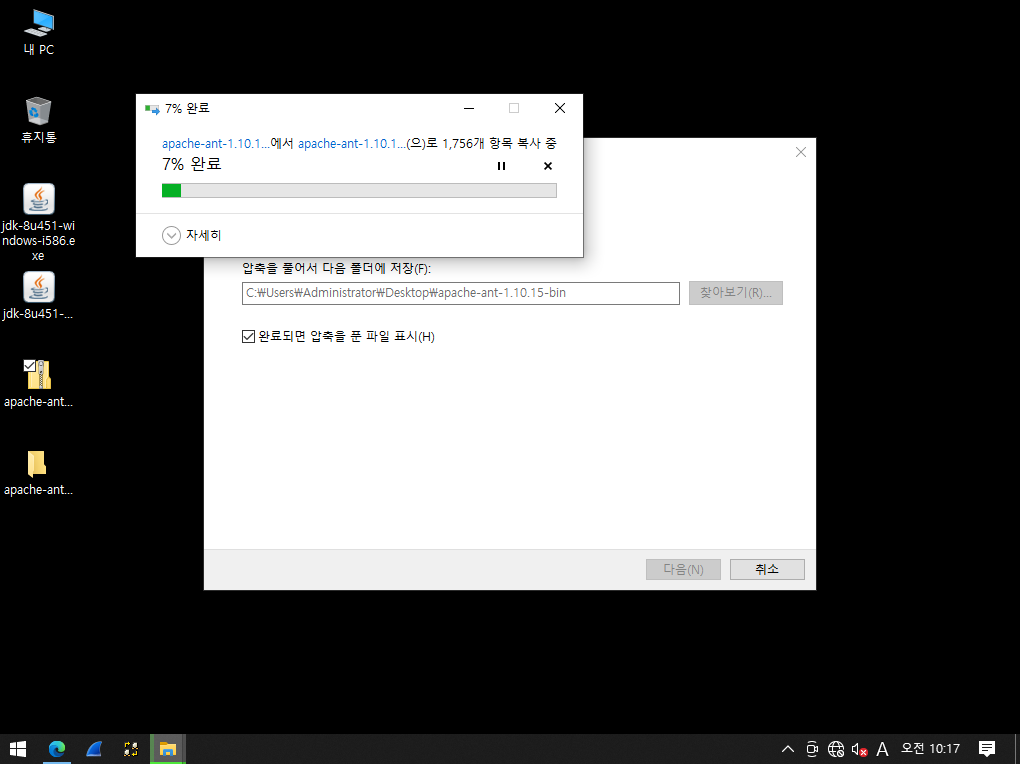 내 PC
휴지통
jdk-8u451-wi
ndows-i586.e
xe
jdk-8u451-...
apache-ant...
apache-ant...
7% 완료
apache-ant-1.10.1...에서 apache-ant-1.10.1...(으)로 1,756개 항목 복사 중
7% 완료
자세히
압축을 풀어서 다음 폴더에 저장(F):
C:₩Users₩Administrator₩Desktop₩apache-ant-1.10.15-bin
찾아보기(R)...
완료되면 압축을 푼 파일 표시(H)
다음(N)
취소
A
오전 10:17